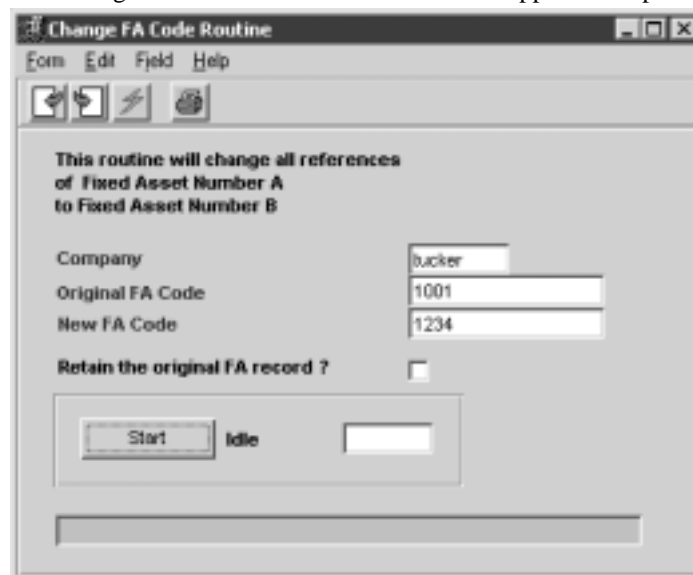 Change FA Code Routine
Form Edit Field Help
This routine will change all references
of Fixed Asset Number A
to Fixed Asset Number B
Company tucker
Original FA Code 1001
New FA Code 1234
Retain the original FA record ?
Start Idle